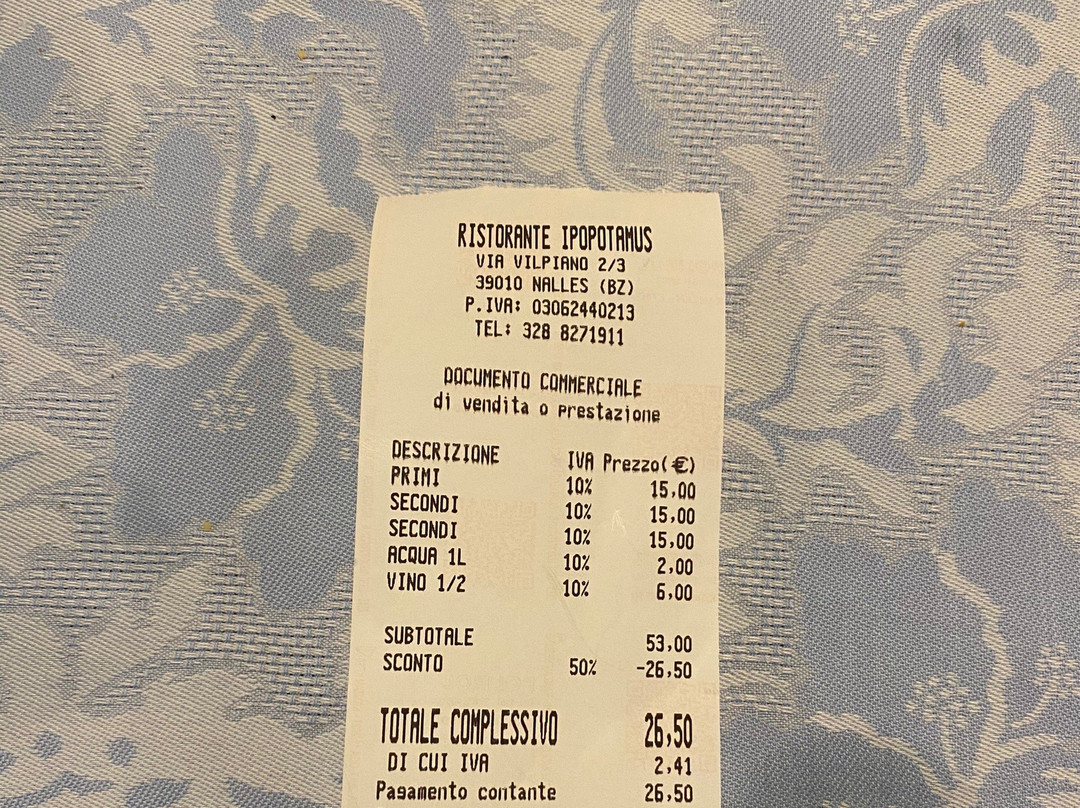 RISTORANTE IPOPOTAMUS
VIA VILPIANO 2/3
39010 NALLES (BZ)
P.IVA: 03062440213
TEL: 328 8271911
DOCUMENTO COMMERCIALE
di vendita o prestazione
DESCRIZIONE IVA Prezzo(€)
PRIMI 10% 15,00
SECONDI 10% 15,00
SECONDI 10% 15,00
ACQUA 1L 10% 2,00
VINO 1/2 10% 6,00
SUBTOTALE 53,00
SCONTO 50% -26,50
TOTALE COMPLESSIVO 26,50
DI CUI IVA 2,41
Pagamento contante 26,50